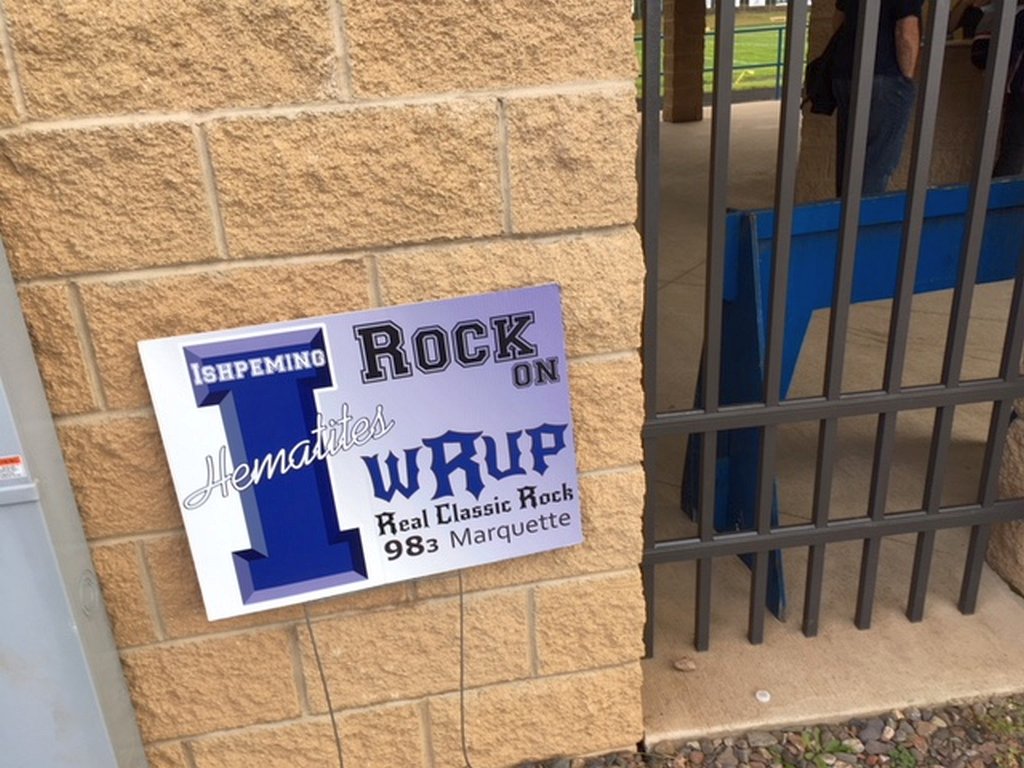 Ishpeming
Hematites
Rock
on
WRUP
Real Classic Rock
983 Marquette